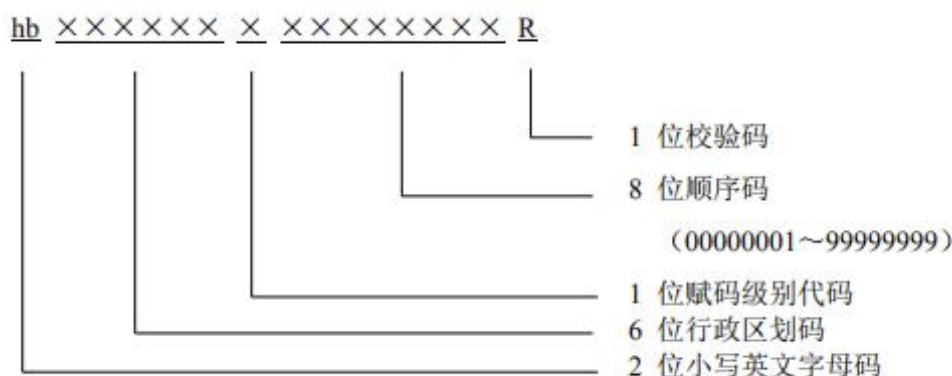 hb ×××××× × ×××××××× R
1 位校验码
8 位顺序码
（00000001～99999999）
1 位赋码级别代码
6 位行政区划码
2 位小写英文字母码